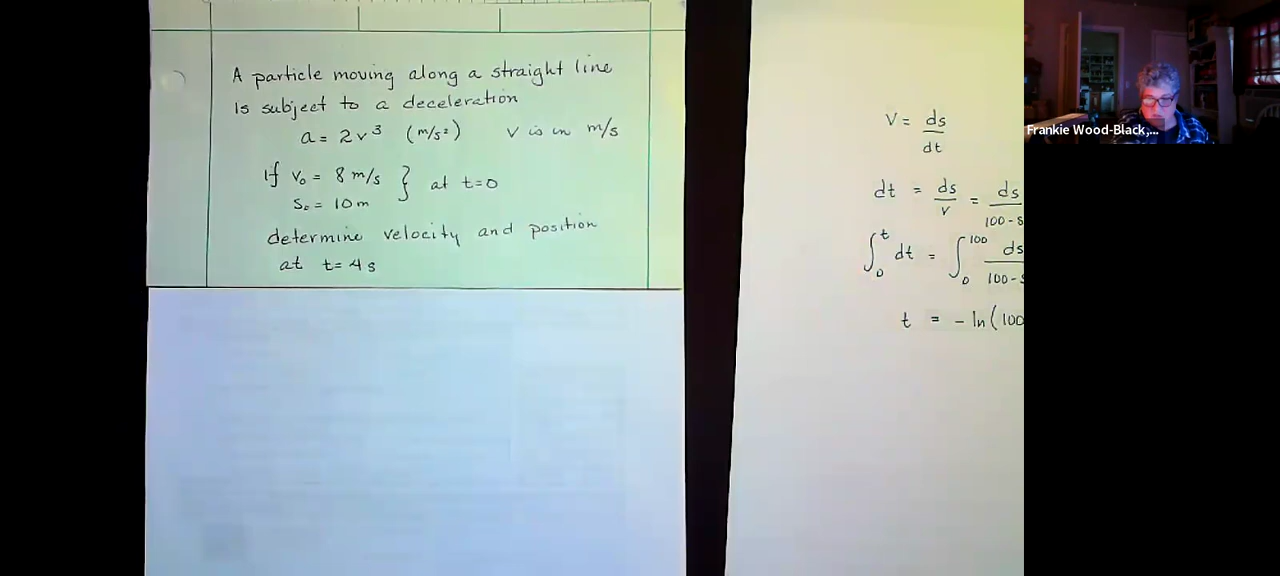 A particle moving along a straight line
is subject to a deceleration
a = 2v³ (m/s²) v is in m/s
If v₀ = 8 m/s } at t=0
S₀ = 10 m
determine velocity and position
at t=4s
V = ds/dt
dt = ds/v = ds/100-s
∫₀ᵗ dt = ∫₀¹⁰⁰ ds/100-s
t = -ln(100
Frankie Wood-Black,...